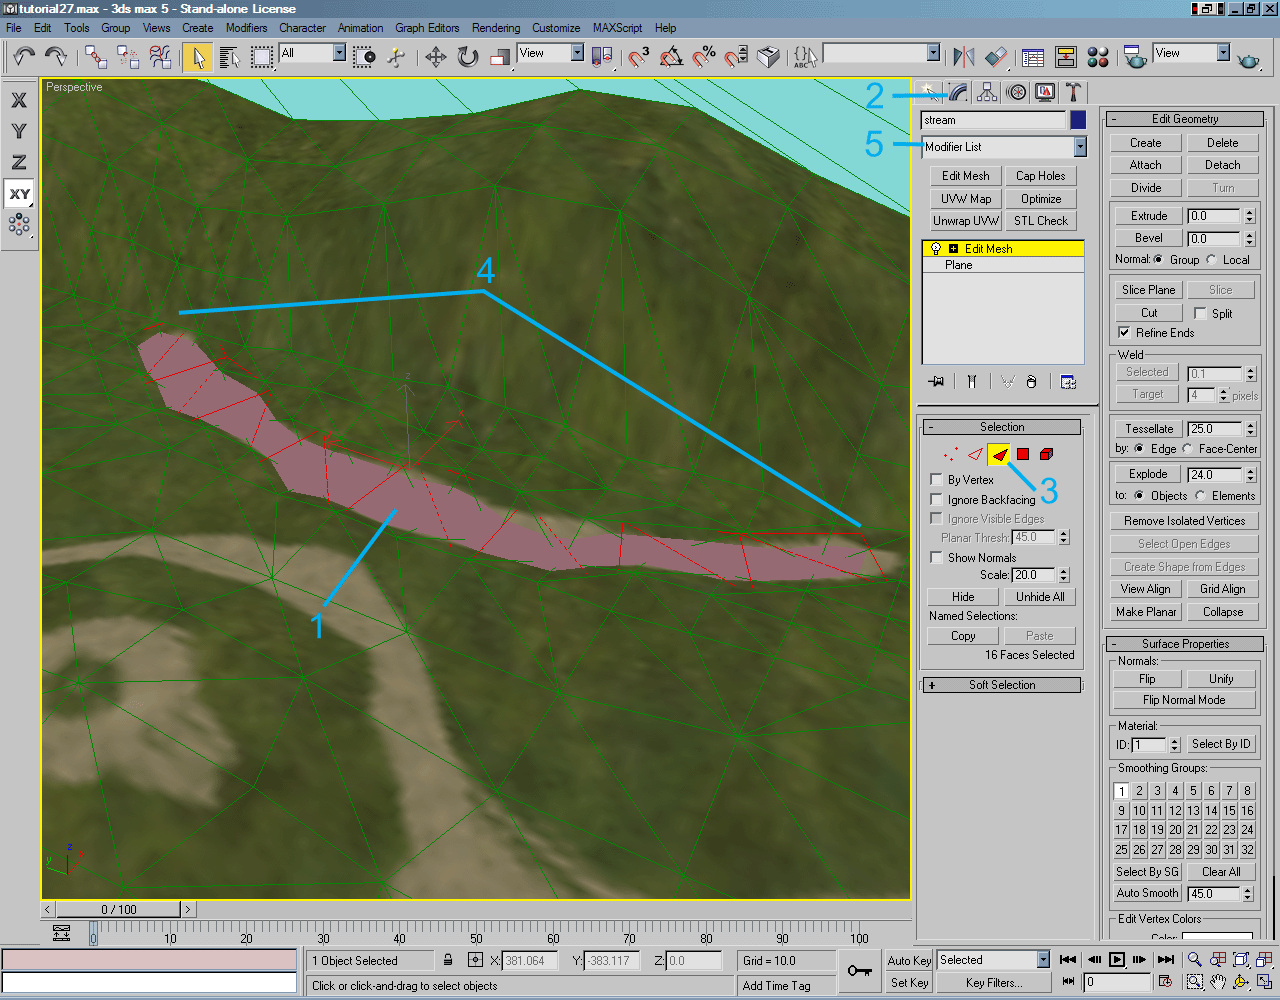 tutorial27.max - 3ds max 5 - Stand-alone License
File Edit Tools Group Views Create Modifiers Character Animation Graph Editors Rendering Customize MAXScript Help
All
View
3
%
ABC
View
X
Y
Z
XY
Perspective
2
stream
5
Modifier List
Edit Mesh Cap Holes
UVW Map Optimize
Unwrap UVW STL Check
Edit Mesh
Plane
4
z
x
1
3
Selection
By Vertex
Ignore Backfacing
Ignore Visible Edges
Planar Thresh: 45.0
Show Normals
Scale: 20.0
Hide Unhide All
Named Selections:
Copy Paste
16 Faces Selected
+ Soft Selection
- Edit Geometry
Create Delete
Attach Detach
Divide Turn
Extrude 0.0
Bevel 0.0
Normal: Group Local
Slice Plane Slice
Cut Split
Refine Ends
Weld
Selected 0.1
Target 4 pixels
Tessellate 25.0
by: Edge Face-Center
Explode 24.0
to: Objects Elements
Remove Isolated Vertices
Select Open Edges
Create Shape from Edges
View Align Grid Align
Make Planar Collapse
- Surface Properties
Normals:
Flip Unify
Flip Normal Mode
Material:
ID: 1 Select By ID
Smoothing Groups:
1 2 3 4 5 6 7 8
9 10 11 12 13 14 15 16
17 18 19 20 21 22 23 24
25 26 27 28 29 30 31 32
Select By SG Clear All
Auto Smooth 45.0
Edit Vertex Colors
Color:
z
y
0 / 100
0 10 20 30 40 50 60 70 80 90 100
1 Object Selected X: 381.064 Y: -383.117 Z: 0.0 Grid = 10.0 Auto Key Selected
Click or click-and-drag to select objects Add Time Tag Set Key Key Filters... 0